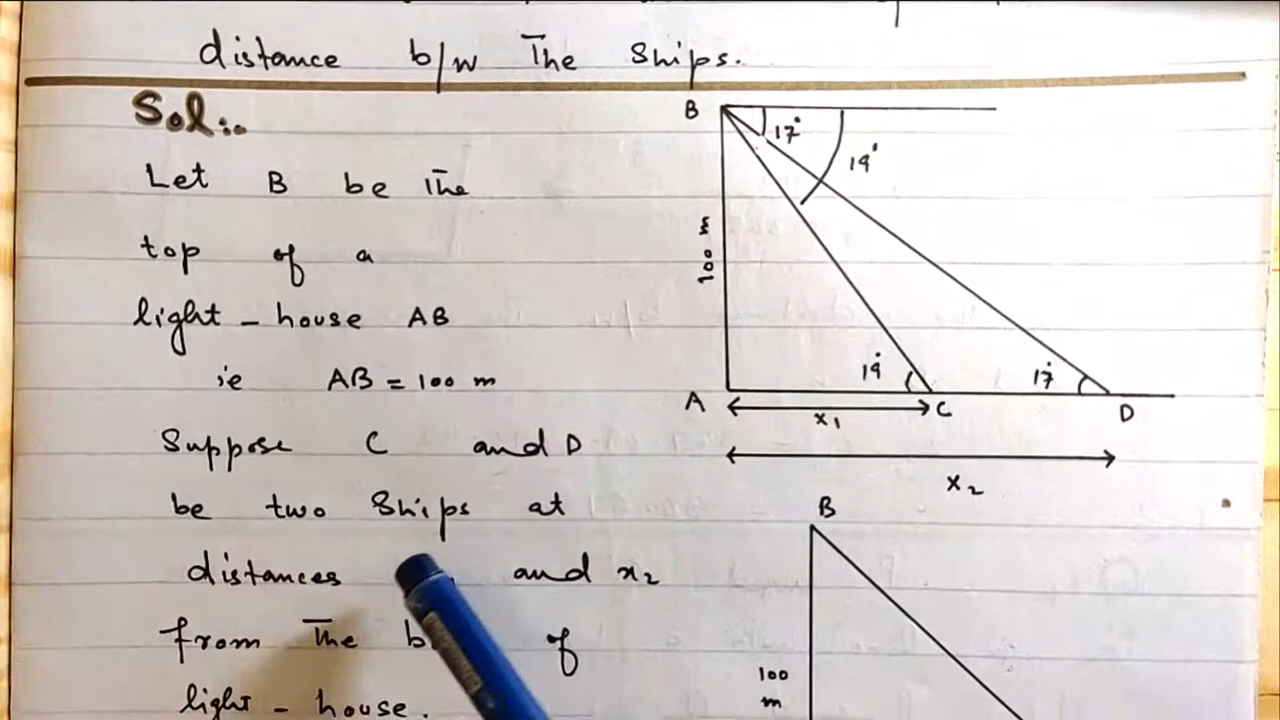 distance b/w The Ships.
Sol:-
Let B be The
top of a
light - house AB
ie AB = 100 m
Suppose C and D
be two Ships at
distances and x₂
from The of
light - house.
B
17°
19°
100 m
19°
17°
A
C
D
x₁
x₂
B
100
m